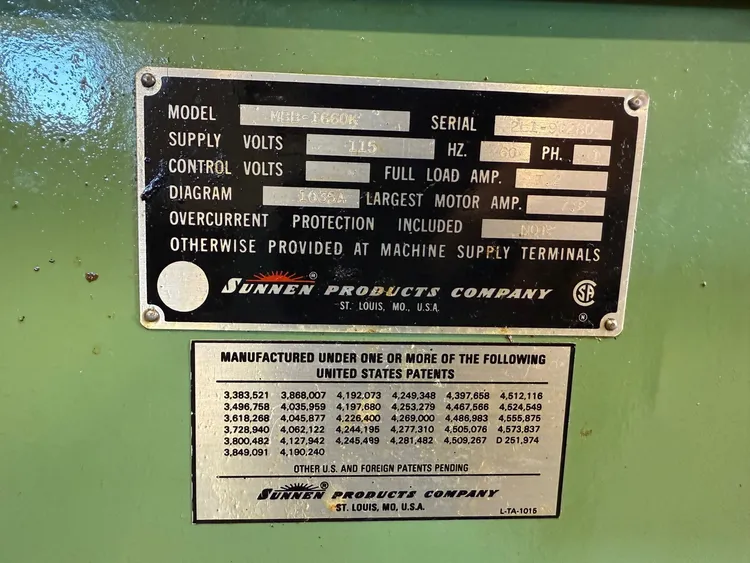 MODEL MBB-1660K SERIAL
SUPPLY VOLTS 115 HZ. 60 PH. 1
CONTROL VOLTS FULL LOAD AMP.
DIAGRAM 1035A LARGEST MOTOR AMP.
OVERCURRENT PROTECTION INCLUDED NOT
OTHERWISE PROVIDED AT MACHINE SUPPLY TERMINALS
SUNNEN® PRODUCTS COMPANY
ST. LOUIS, MO., U.S.A.
SA
®
MANUFACTURED UNDER ONE OR MORE OF THE FOLLOWING
UNITED STATES PATENTS
3,383,521 3,868,007 4,192,073 4,249,348 4,397,658 4,512,116
3,496,758 4,035,959 4,197,680 4,253,279 4,467,566 4,524,549
3,618,268 4,045,877 4,226,400 4,269,000 4,486,983 4,555,875
3,728,940 4,062,122 4,244,195 4,277,310 4,505,076 4,573,837
3,800,482 4,127,942 4,245,489 4,281,482 4,509,267 D 251,974
3,849,091 4,190,240
OTHER U.S. AND FOREIGN PATENTS PENDING
SUNNEN® PRODUCTS COMPANY
ST. LOUIS, MO, U.S.A.
L-TA-1015